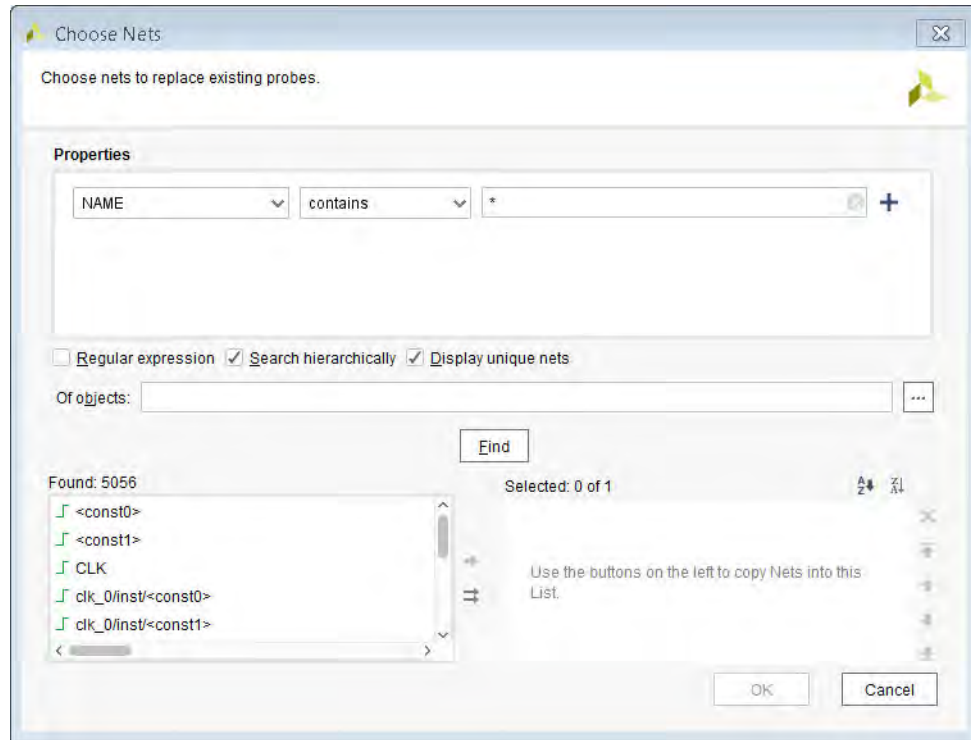 Choose Nets
Choose nets to replace existing probes.
Properties
NAME contains *
Regular expression Search hierarchically Display unique nets
Of objects: ...
Find
Found: 5056
Selected: 0 of 1
<const0>
<const1>
CLK
clk_0/inst/<const0>
clk_0/inst/<const1>
Use the buttons on the left to copy Nets into this
List.
OK Cancel